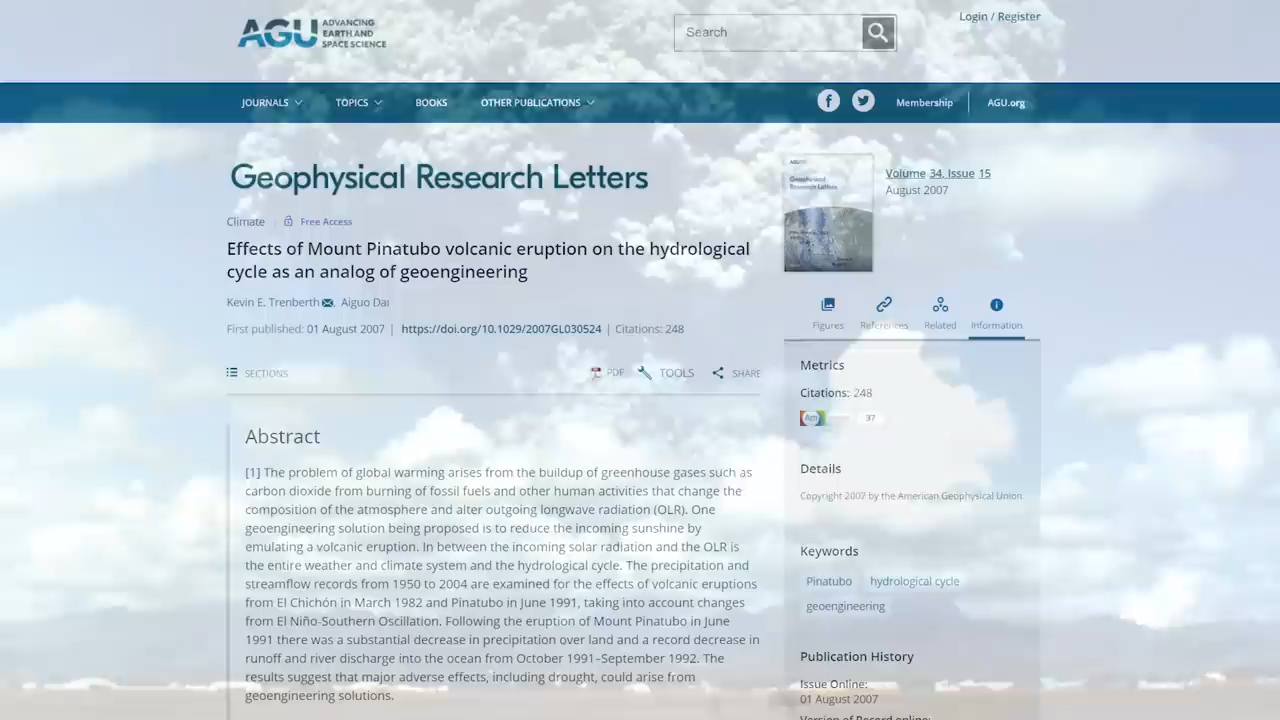 AGU ADVANCING
EARTH AND
SPACE SCIENCE
Search
Login / Register
JOURNALS
TOPICS
BOOKS
OTHER PUBLICATIONS
f
Membership
AGU.org
Geophysical Research Letters
Volume 34, Issue 15
August 2007
AGU
Geophysical
Research Letters
Climate
Free Access
Effects of Mount Pinatubo volcanic eruption on the hydrological
cycle as an analog of geoengineering
Kevin E. Trenberth, Aiguo Dai
First published: 01 August 2007 | https://doi.org/10.1029/2007GL030524 | Citations: 248
Figures
References
Related
Information
SECTIONS
PDF
TOOLS
SHARE
Abstract
[1] The problem of global warming arises from the buildup of greenhouse gases such as
carbon dioxide from burning of fossil fuels and other human activities that change the
composition of the atmosphere and alter outgoing longwave radiation (OLR). One
geoengineering solution being proposed is to reduce the incoming sunshine by
emulating a volcanic eruption. In between the incoming solar radiation and the OLR is
the entire weather and climate system and the hydrological cycle. The precipitation and
streamflow records from 1950 to 2004 are examined for the effects of volcanic eruptions
from El Chichón in March 1982 and Pinatubo in June 1991, taking into account changes
from El Niño-Southern Oscillation. Following the eruption of Mount Pinatubo in June
1991 there was a substantial decrease in precipitation over land and a record decrease in
runoff and river discharge into the ocean from October 1991–September 1992. The
results suggest that major adverse effects, including drought, could arise from
geoengineering solutions.
Metrics
Citations: 248
Am
37
Details
Copyright 2007 by the American Geophysical Union
Keywords
Pinatubo
hydrological cycle
geoengineering
Publication History
Issue Online:
01 August 2007
Version of Record online: